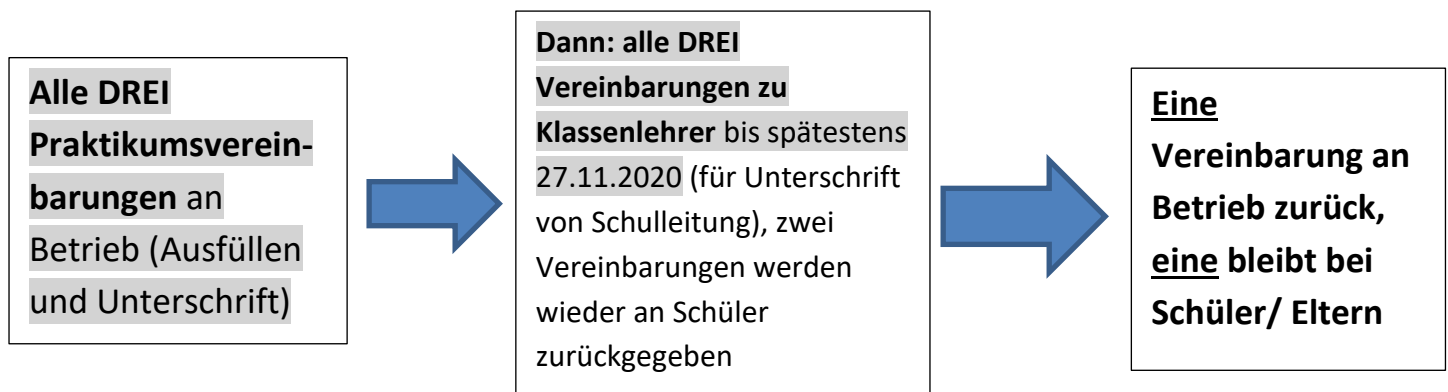 Alle DREI
Praktikumsverein-
barungen an
Betrieb (Ausfüllen
und Unterschrift)
Dann: alle DREI
Vereinbarungen zu
Klassenlehrer bis spätestens
27.11.2020 (für Unterschrift
von Schulleitung), zwei
Vereinbarungen werden
wieder an Schüler
zurückgegeben
Eine
Vereinbarung an
Betrieb zurück,
eine bleibt bei
Schüler/ Eltern